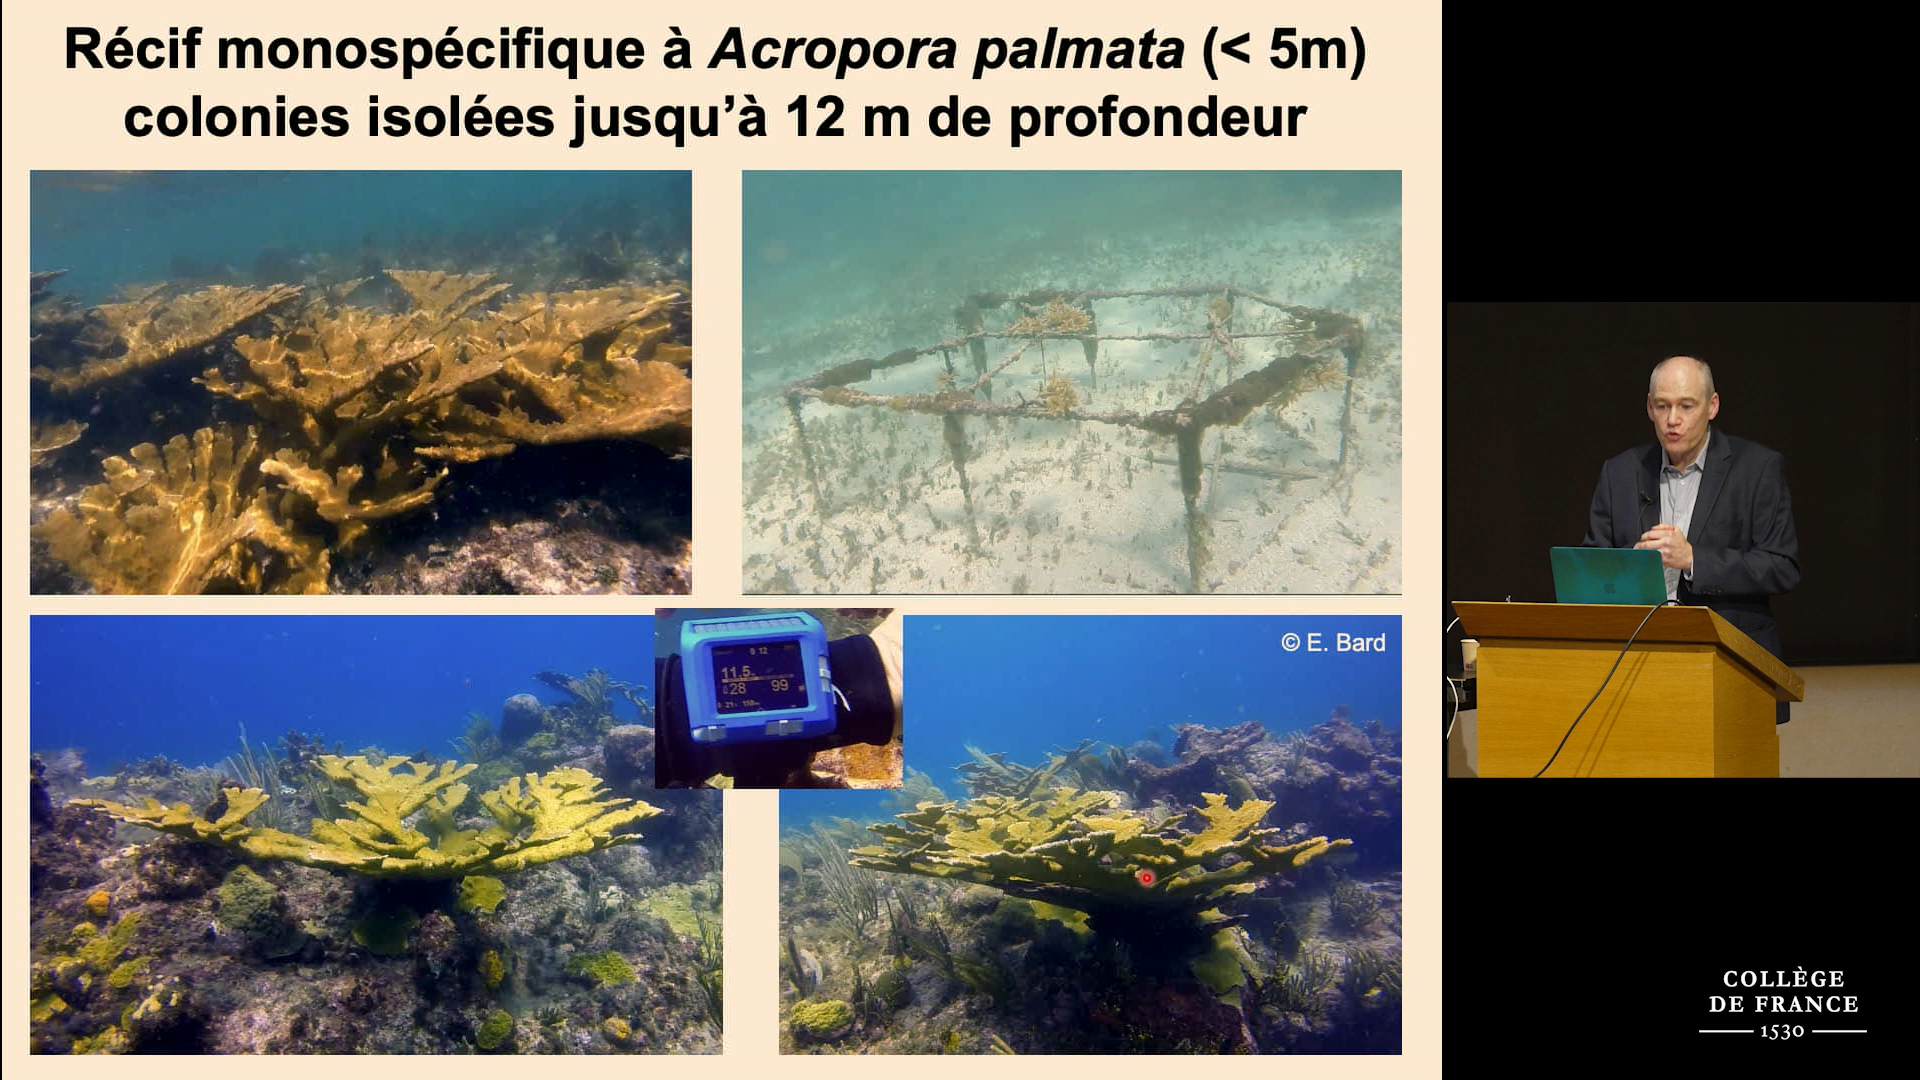 Récif monospécifique à Acropora palmata (< 5m)
colonies isolées jusqu’à 12 m de profondeur
© E. Bard
11.5
28 99
COLLÈGE
DE FRANCE
1530